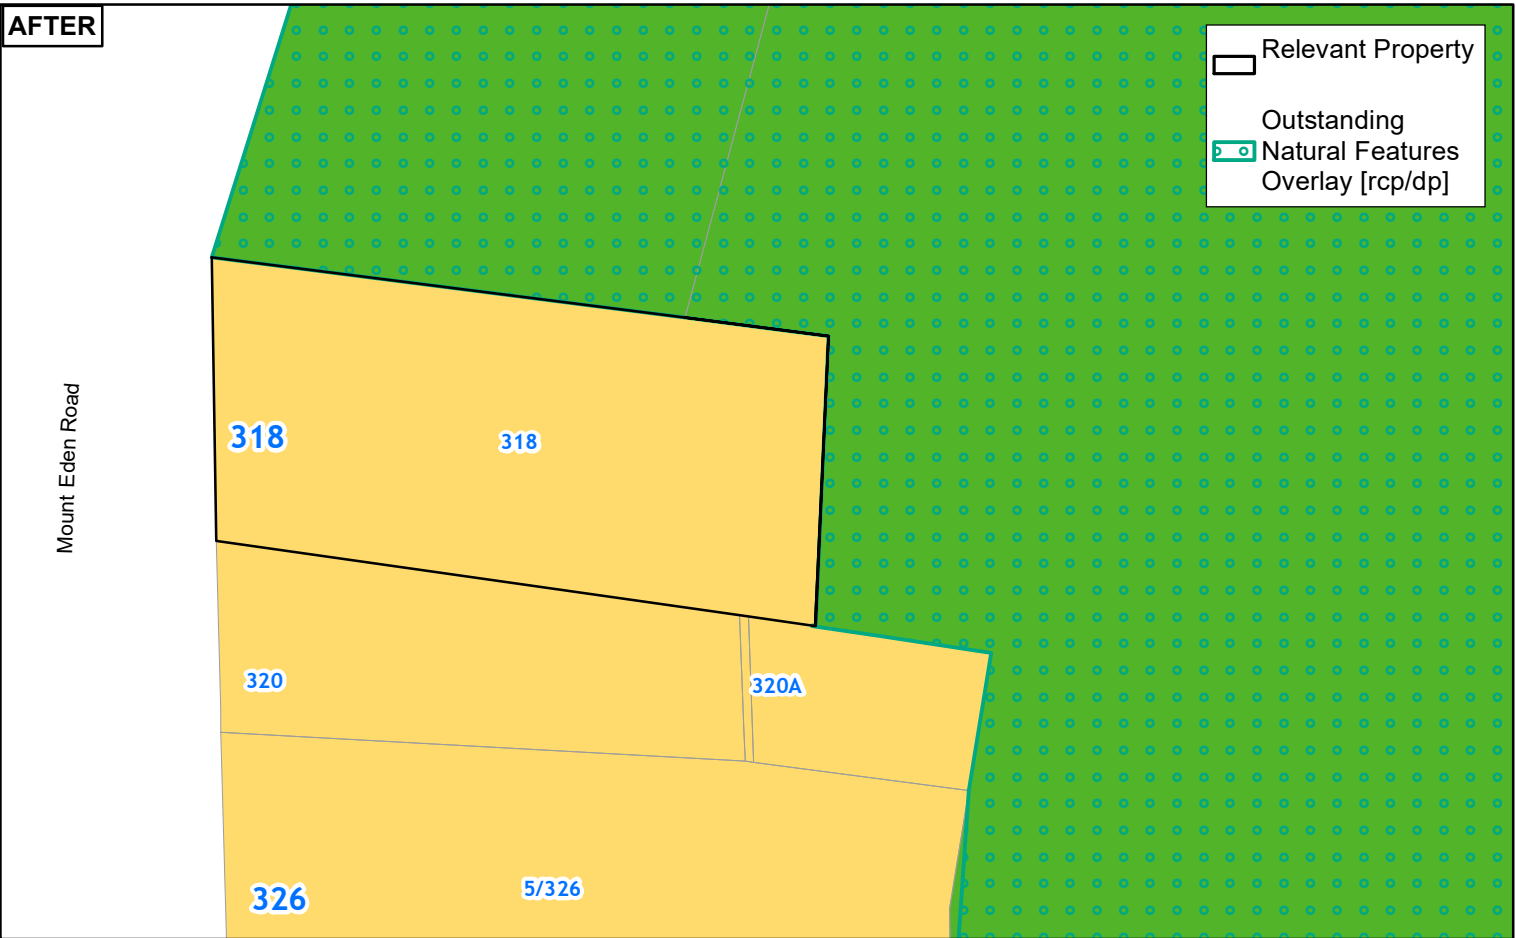 AFTER
Relevant Property
Outstanding
Natural Features
Overlay [rcp/dp]
Mount Eden Road
318
318
320
320A
326
5/326